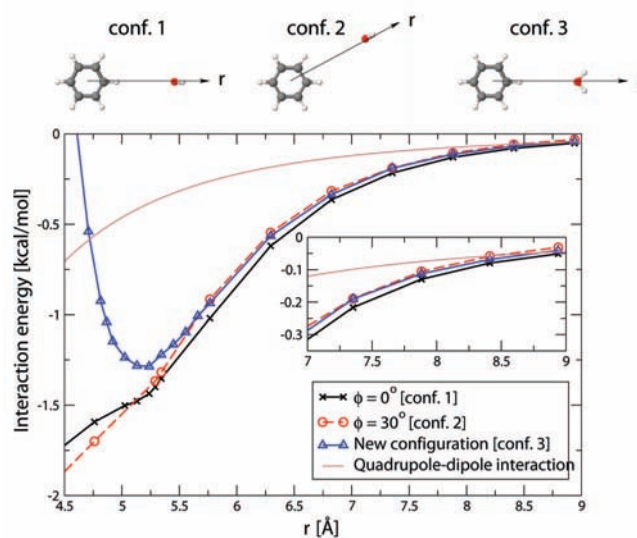 conf. 1 conf. 2 conf. 3
r
r
0
-0.5
-1
-1.5
-2
Interaction energy [kcal/mol]
4.5 5 5.5 6 6.5 7 7.5 8 8.5 9
r [Å]
0
-0.1
-0.2
-0.3
7 7.5 8 8.5 9
ϕ = 0° [conf. 1]
ϕ = 30° [conf. 2]
New configuration [conf. 3]
Quadrupole-dipole interaction